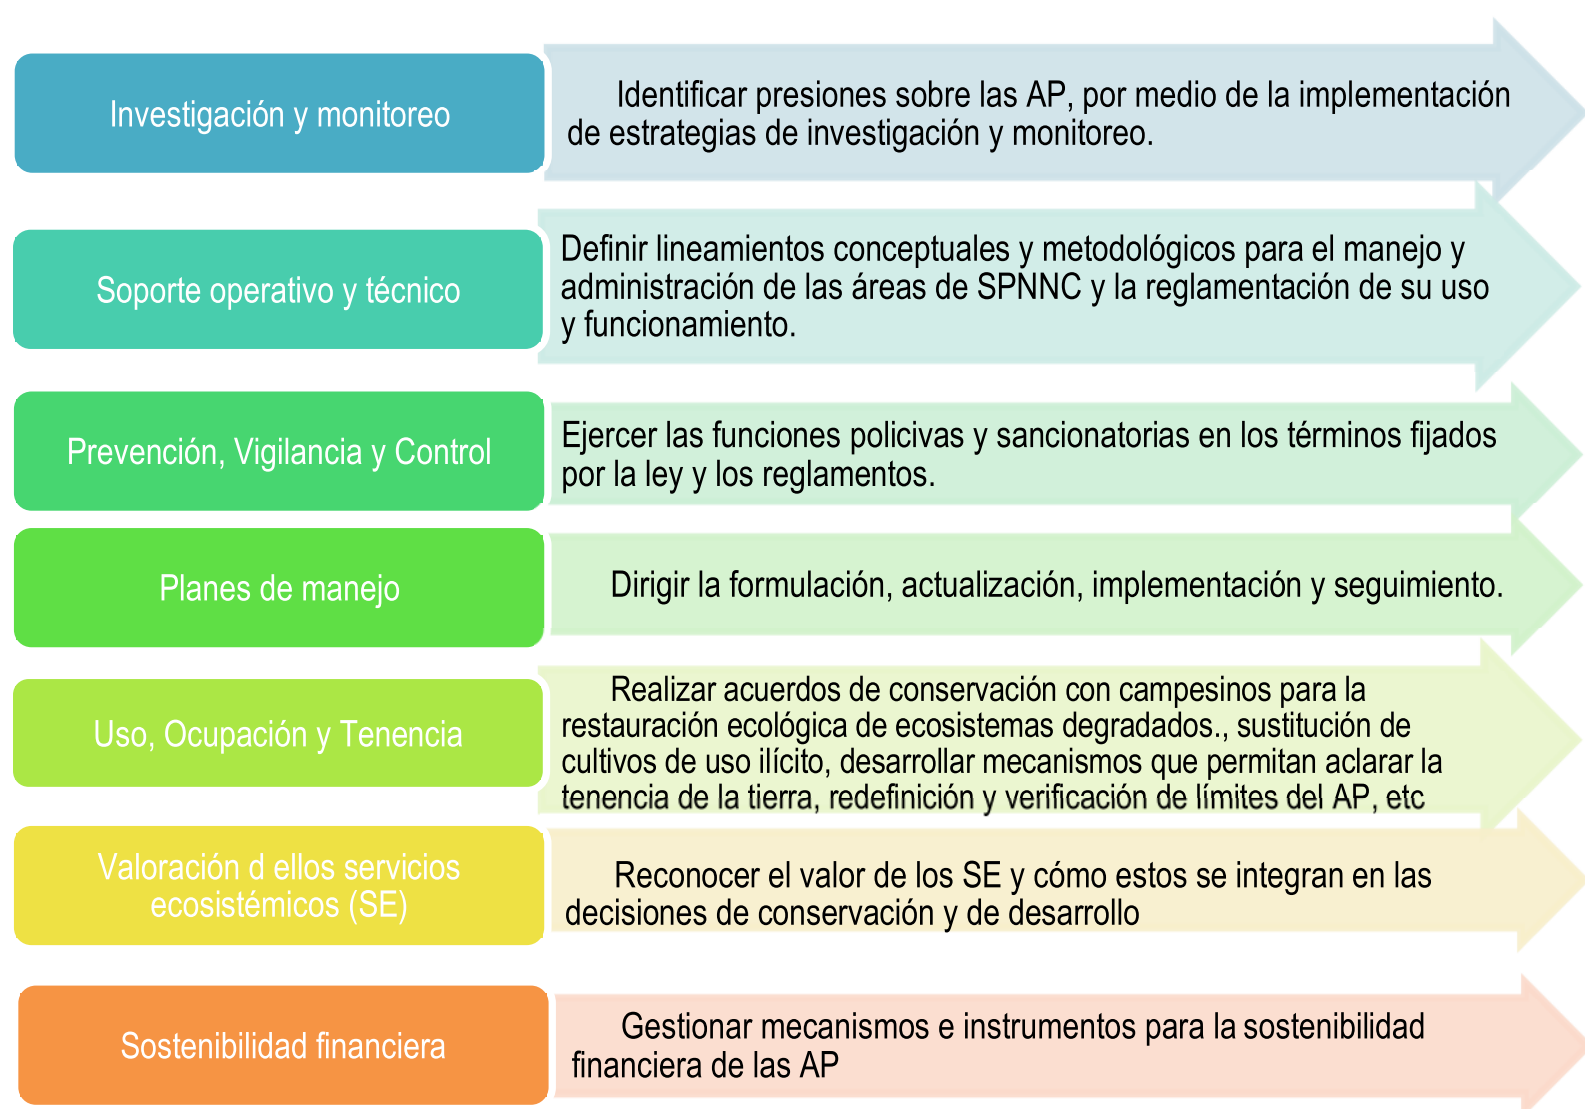 Investigación y monitoreo
Identificar presiones sobre las AP, por medio de la implementación
de estrategias de investigación y monitoreo.
Soporte operativo y técnico
Definir lineamientos conceptuales y metodológicos para el manejo y
administración de las áreas de SPNNC y la reglamentación de su uso
y funcionamiento.
Prevención, Vigilancia y Control
Ejercer las funciones policivas y sancionatorias en los términos fijados
por la ley y los reglamentos.
Planes de manejo
Dirigir la formulación, actualización, implementación y seguimiento.
Uso, Ocupación y Tenencia
Realizar acuerdos de conservación con campesinos para la
restauración ecológica de ecosistemas degradados., sustitución de
cultivos de uso ilícito, desarrollar mecanismos que permitan aclarar la
tenencia de la tierra, redefinición y verificación de límites del AP, etc
Valoración d ellos servicios
ecosistémicos (SE)
Reconocer el valor de los SE y cómo estos se integran en las
decisiones de conservación y de desarrollo
Sostenibilidad financiera
Gestionar mecanismos e instrumentos para la sostenibilidad
financiera de las AP